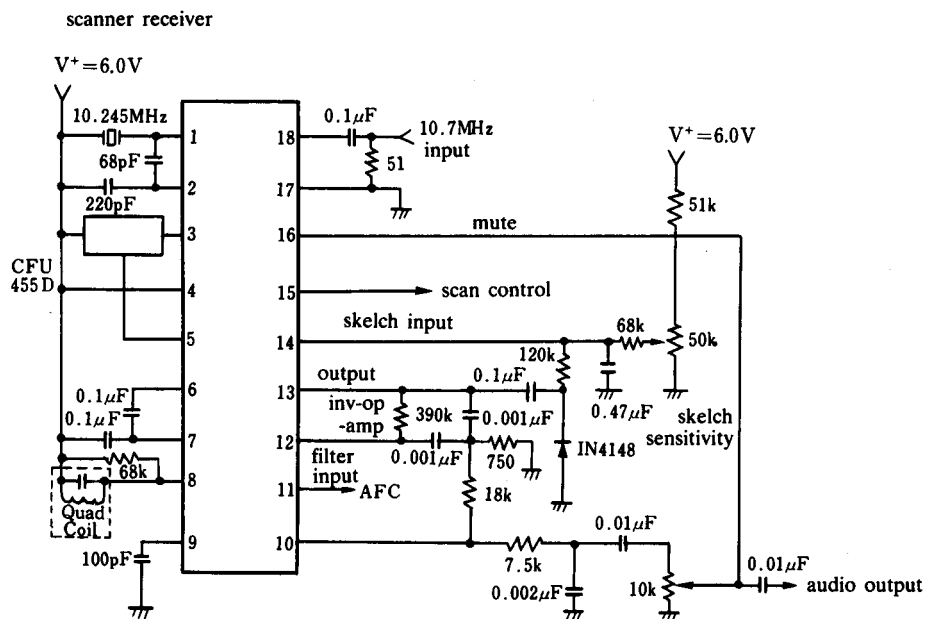 scanner receiver
V⁺=6.0V
10.245MHz
68pF
220pF
CFU
455D
0.1μF
0.1μF
68k
Quad
Coil
100pF
1
2
3
4
5
6
7
8
9
18
17
16
15
14
13
12
11
10
0.1μF
10.7MHz
input
51
mute
scan control
skelch input
output
inv-op
-amp
filter
input
AFC
390k
0.001μF
0.001μF
750
18k
0.1μF
120k
IN4148
68k
0.47μF
V⁺=6.0V
51k
50k
skelch
sensitivity
7.5k
0.002μF
0.01μF
10k
0.01μF
audio output